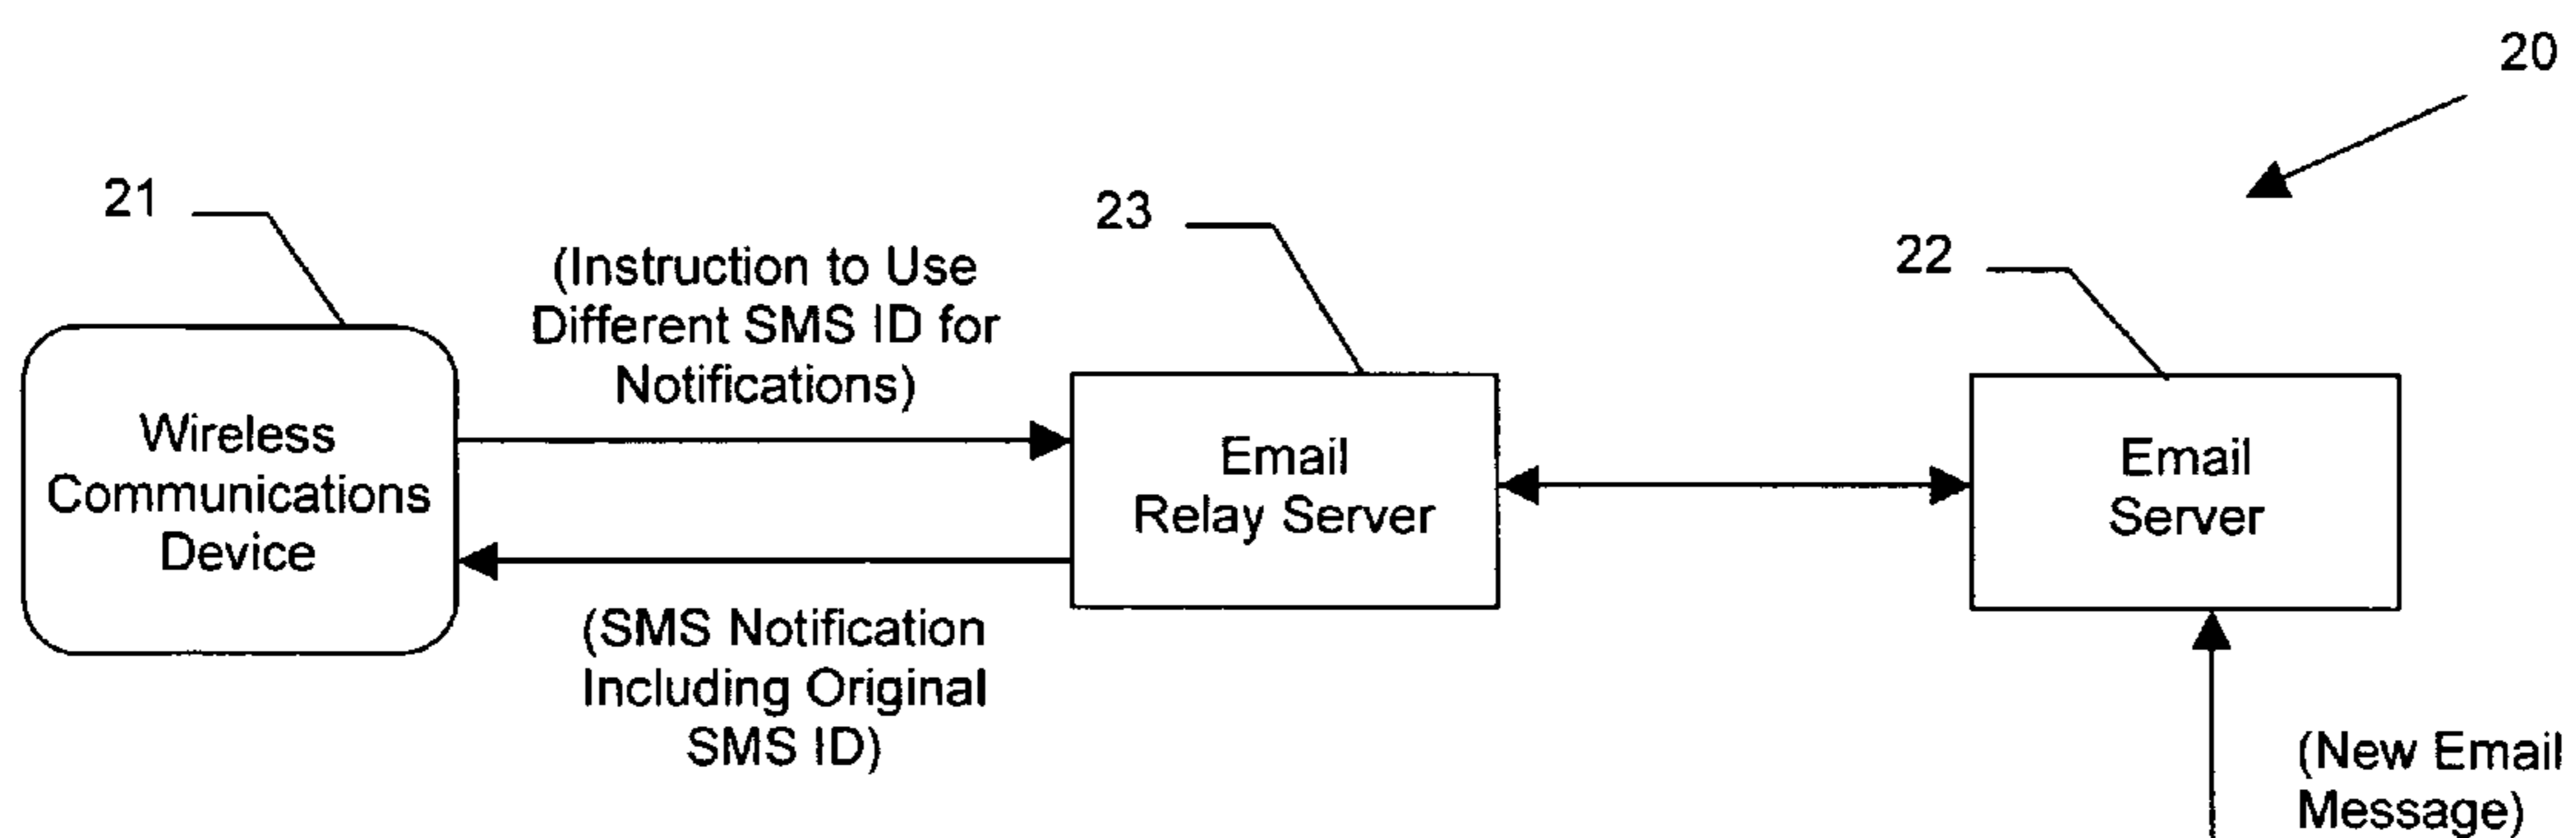 20
21
23
22
(Instruction to Use
Different SMS ID for
Notifications)
Wireless
Communications
Device
Email
Relay Server
Email
Server
(SMS Notification
Including Original
SMS ID)
(New Email
Message)